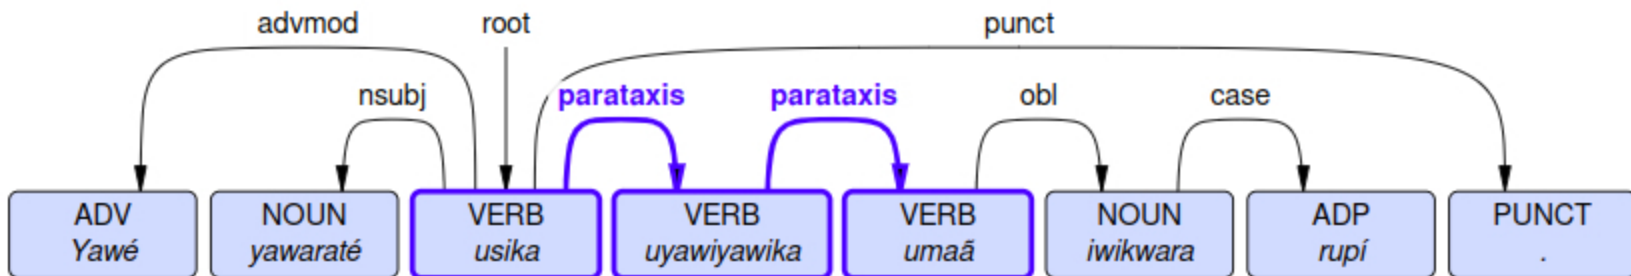 advmod root punct
nsubj parataxis parataxis obl case
ADV NOUN VERB VERB VERB NOUN ADP PUNCT
Yawé yawaraté usika uyawiyawika umaã iwikwara rupí .